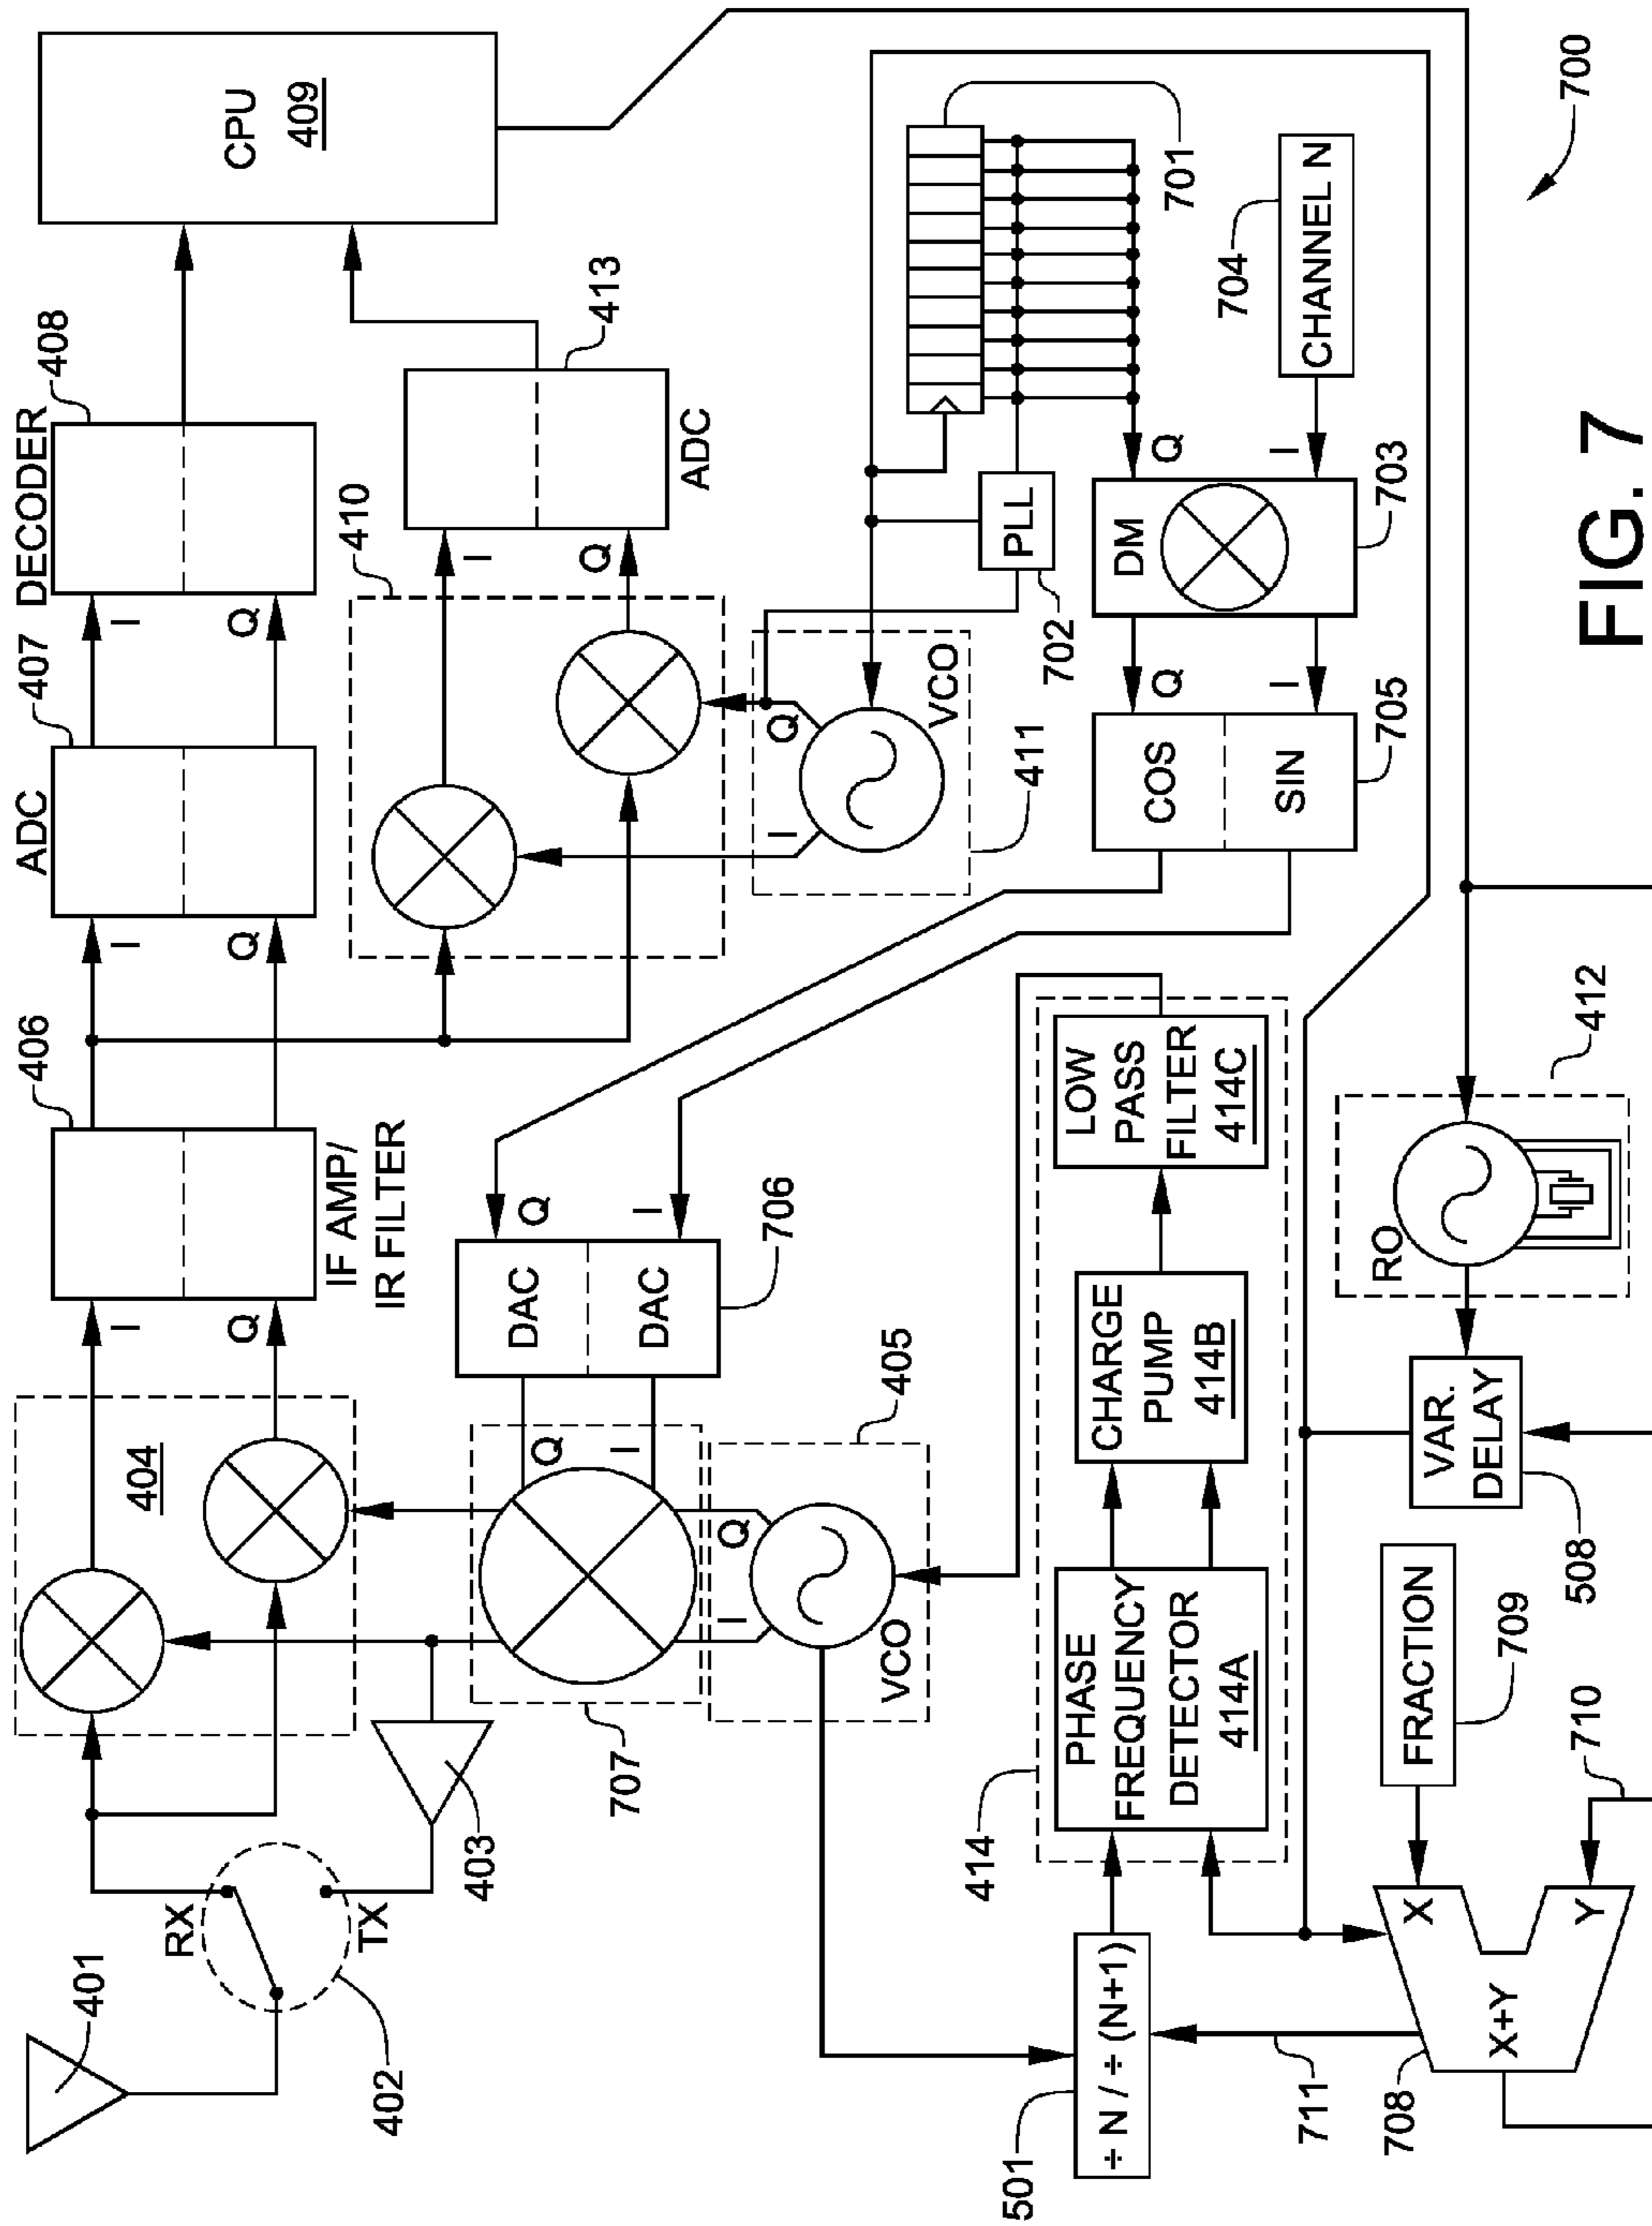 401
RX
402
TX
403
404
I
Q
406
IF AMP/
IR FILTER
I
Q
ADC
407
I
Q
DECODER
408
CPU
409
410
I
Q
413
ADC
I
Q
VCO
411
PLL
702
701
Q
I
DM
703
704
CHANNEL N
Q
I
COS
SIN
705
Q
I
DAC
DAC
706
Q
I
707
Q
I
405
VCO
414
PHASE
FREQUENCY
DETECTOR
414A
CHARGE
PUMP
414B
LOW
PASS
FILTER
414C
RO
412
VAR.
DELAY
508
FRACTION
709
710
X
Y
X+Y
708
711
÷ N / ÷ (N+1)
501
700
FIG. 7